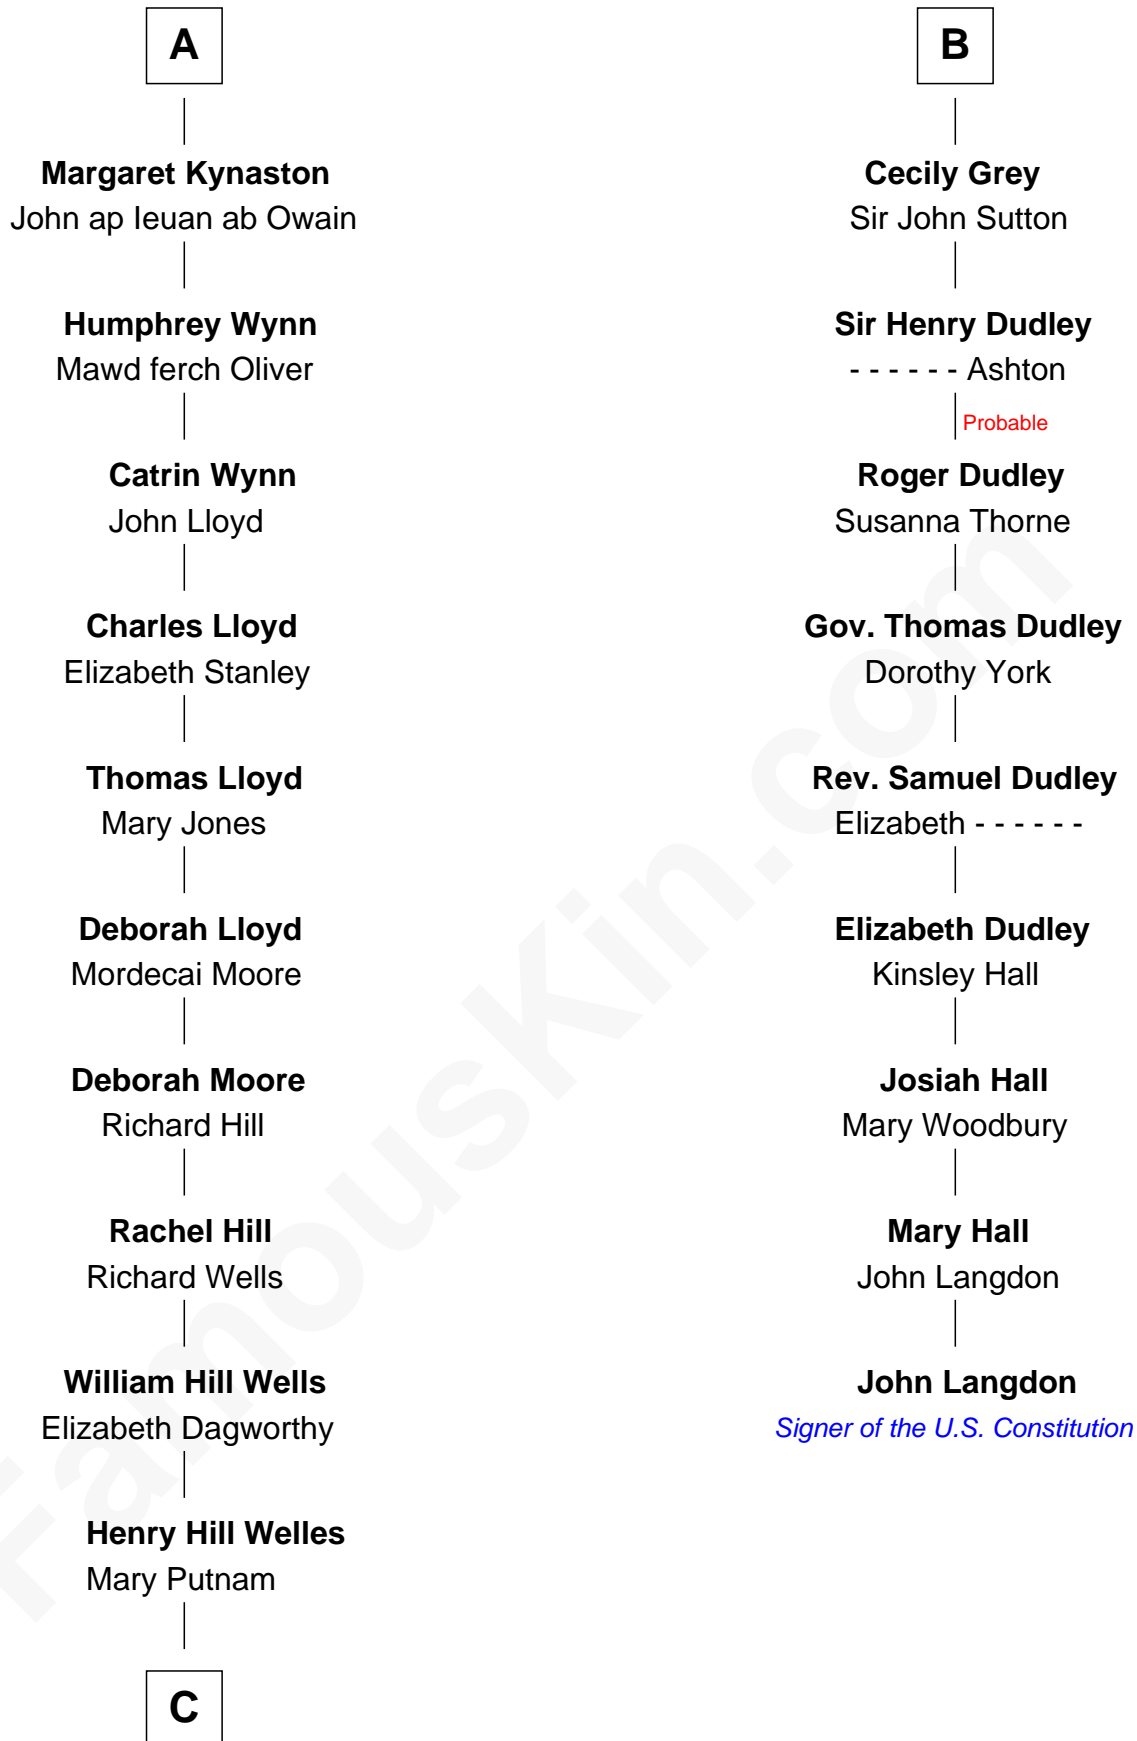 A
Margaret Kynaston
John ap Ieuan ab Owain
Humphrey Wynn
Mawd ferch Oliver
Catrin Wynn
John Lloyd
Charles Lloyd
Elizabeth Stanley
Thomas Lloyd
Mary Jones
Deborah Lloyd
Mordecai Moore
Deborah Moore
Richard Hill
Rachel Hill
Richard Wells
William Hill Wells
Elizabeth Dagworthy
Henry Hill Welles
Mary Putnam
C
B
Cecily Grey
Sir John Sutton
Sir Henry Dudley
- - - - - - Ashton
Probable
Roger Dudley
Susanna Thorne
Gov. Thomas Dudley
Dorothy York
Rev. Samuel Dudley
Elizabeth - - - - - -
Elizabeth Dudley
Kinsley Hall
Josiah Hall
Mary Woodbury
Mary Hall
John Langdon
John Langdon
Signer of the U.S. Constitution
FamousKin.com